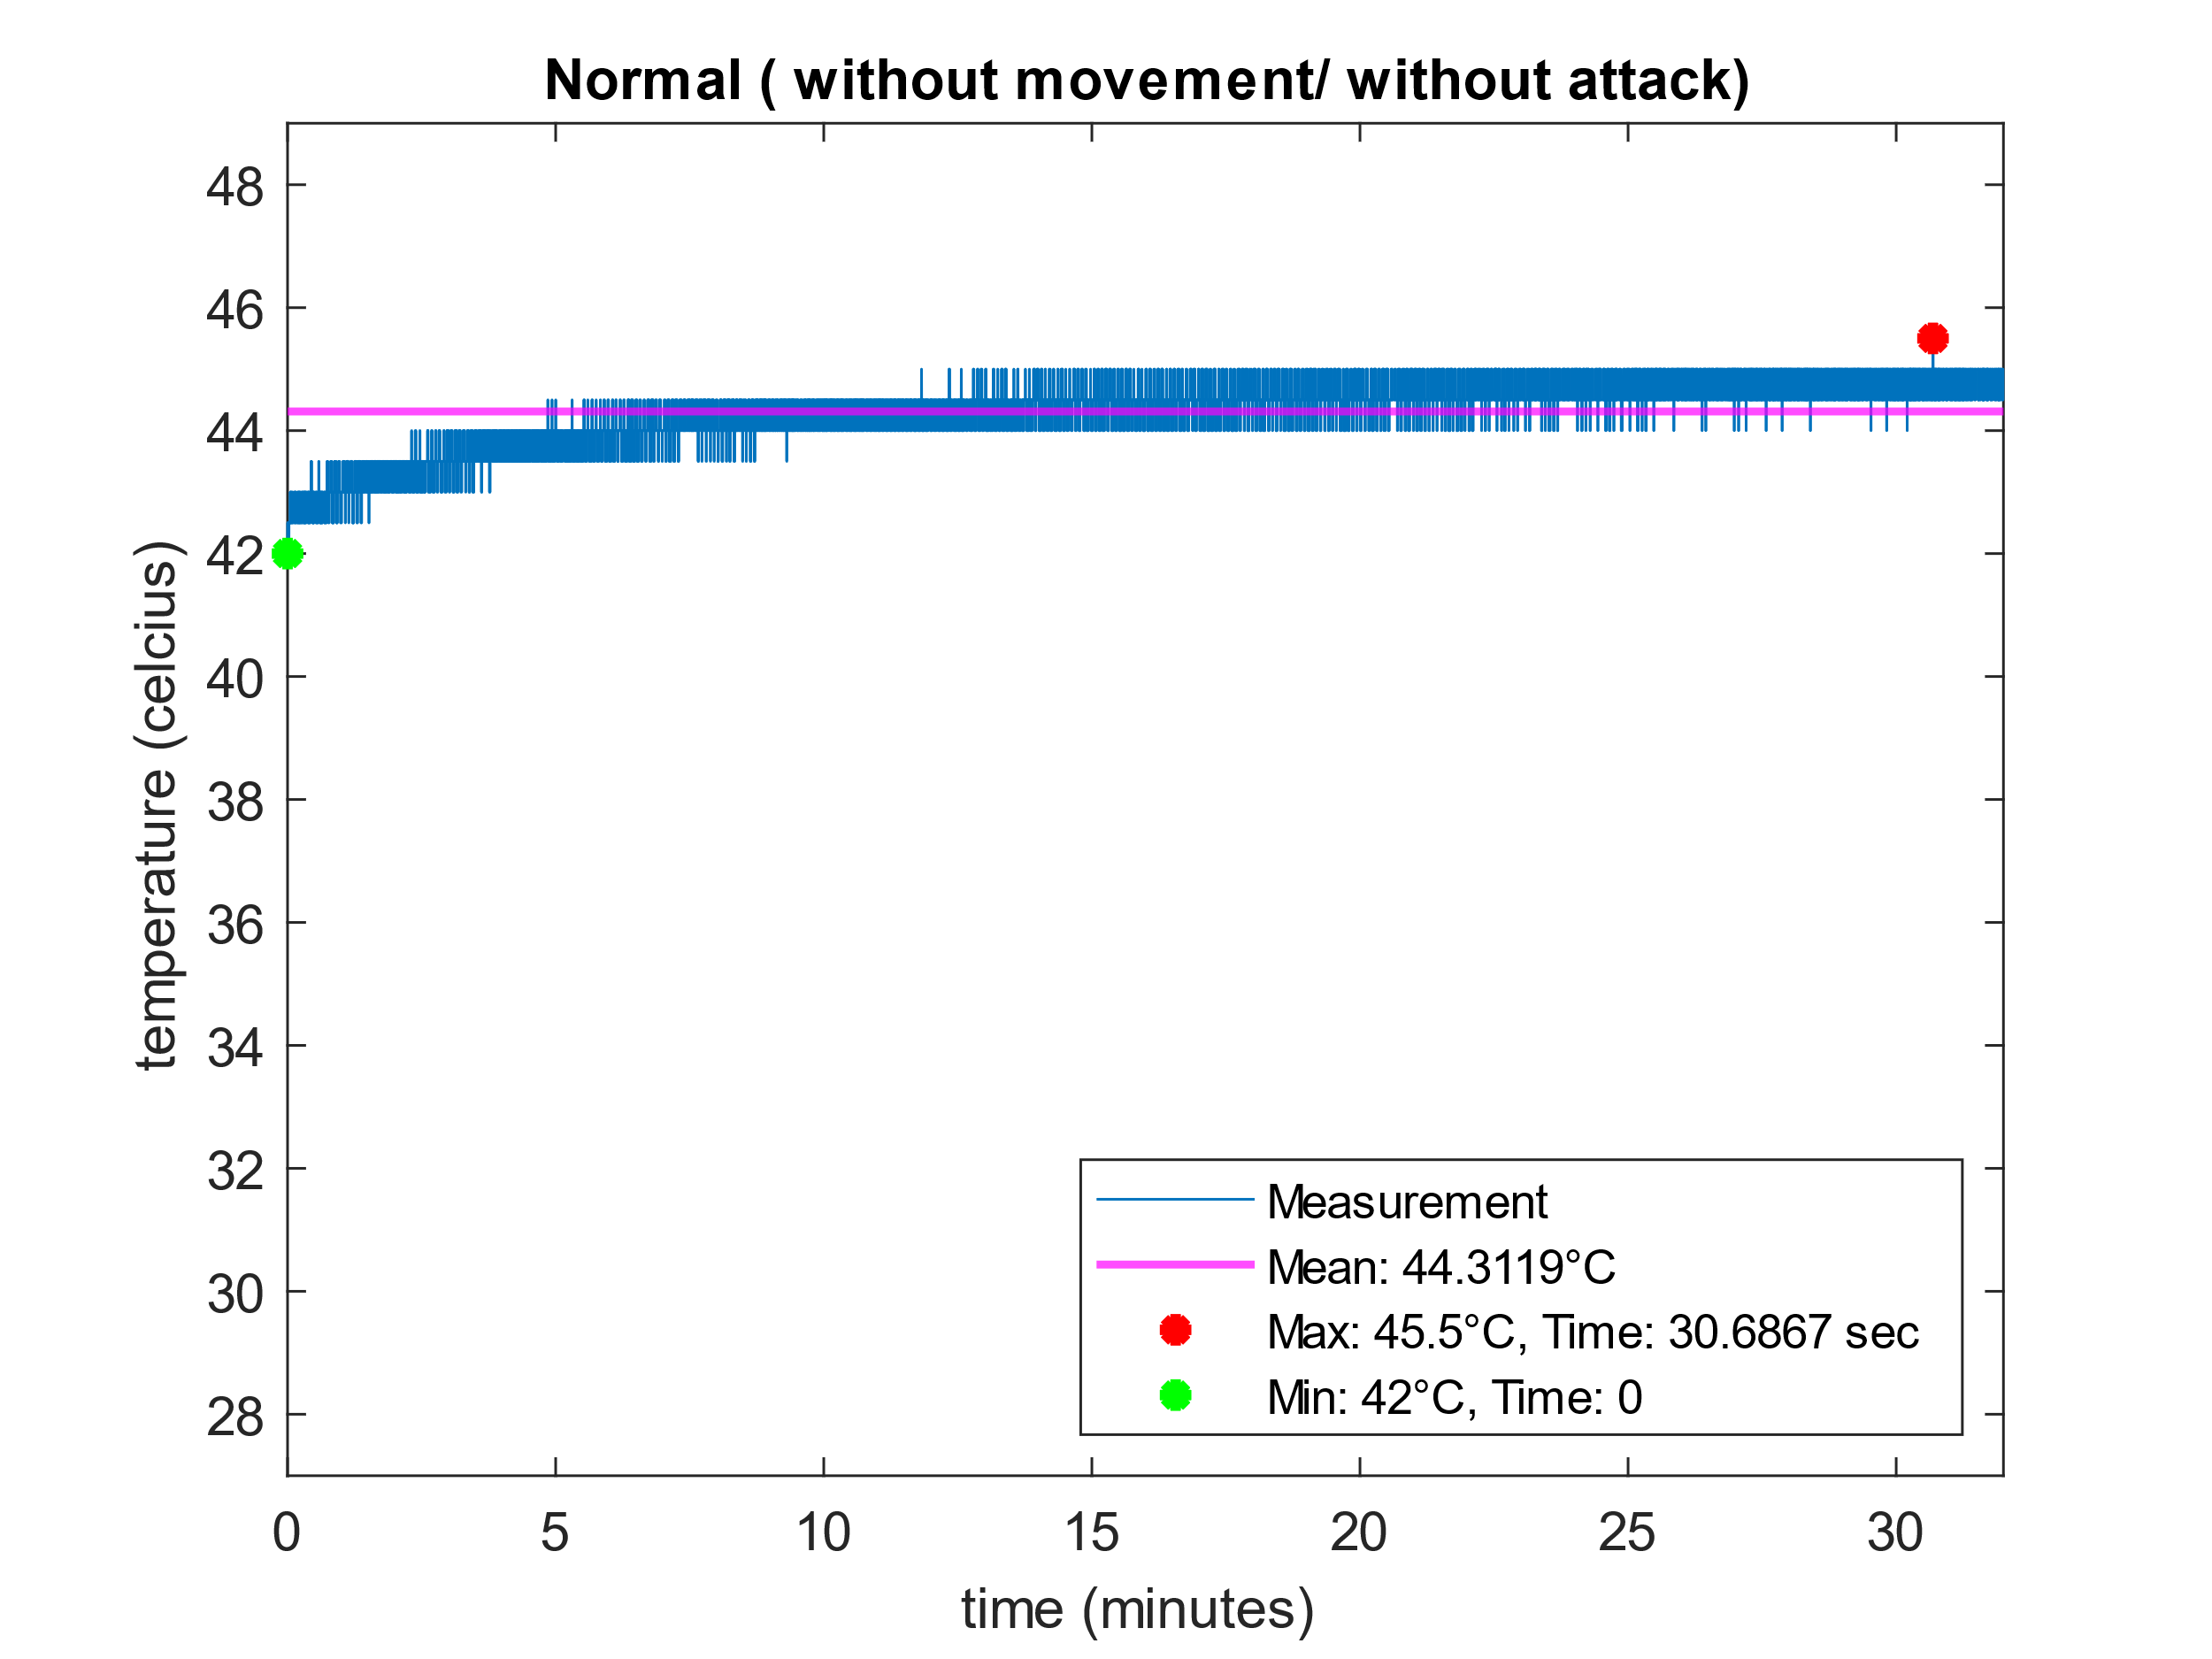 Normal ( without movement/ without attack)
48
46
44
42
40
38
36
34
32
30
28
temperature (celcius)
Measurement
Mean: 44.3119°C
Max: 45.5°C, Time: 30.6867 sec
Min: 42°C, Time: 0
0 5 10 15 20 25 30
time (minutes)